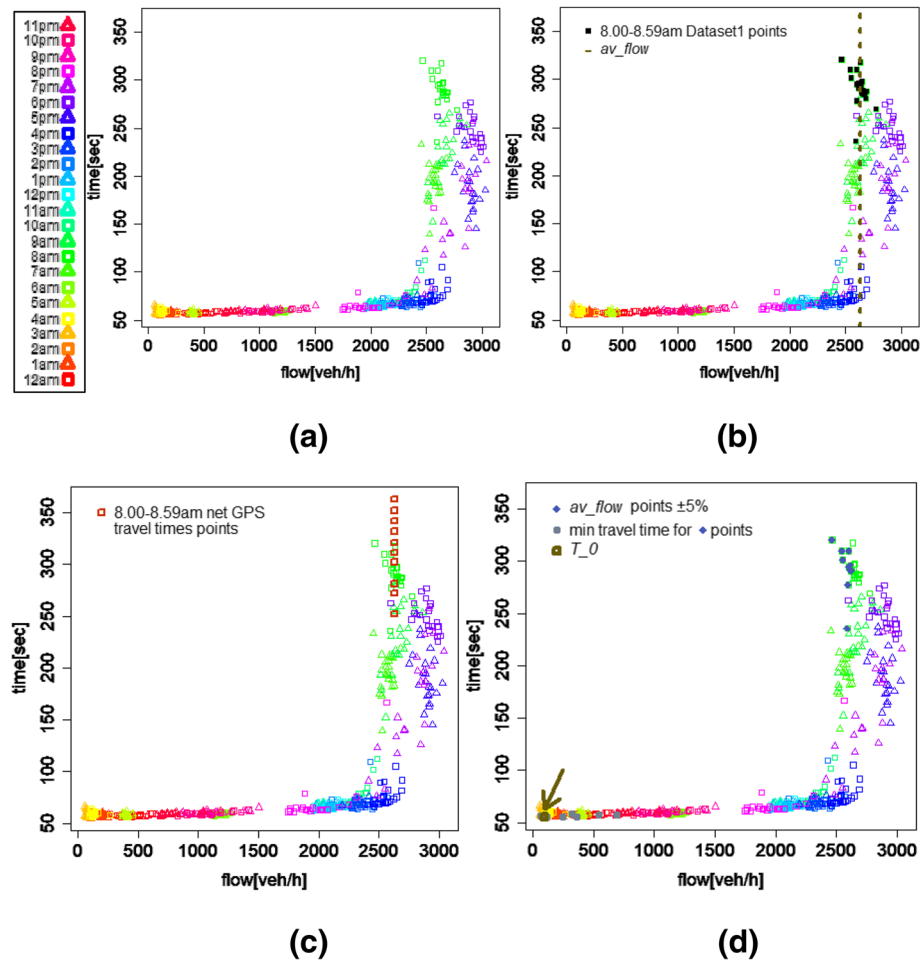 11pm
10pm
9pm
8pm
7pm
6pm
5pm
4pm
3pm
2pm
1pm
12pm
11am
10am
9am
8am
7am
6am
5am
4am
3am
2am
1am
12am
time[sec]
350
300
250
200
150
100
50
0 500 1000 1500 2000 2500 3000
flow[veh/h]
(a)
8.00-8.59am Dataset1 points
av_flow
time[sec]
350
300
250
200
150
100
50
0 500 1000 1500 2000 2500 3000
flow[veh/h]
(b)
8.00-8.59am net GPS
travel times points
time[sec]
350
300
250
200
150
100
50
0 500 1000 1500 2000 2500 3000
flow[veh/h]
(c)
av_flow points ±5%
min travel time for points
T_0
time[sec]
350
300
250
200
150
100
50
0 500 1000 1500 2000 2500 3000
flow[veh/h]
(d)